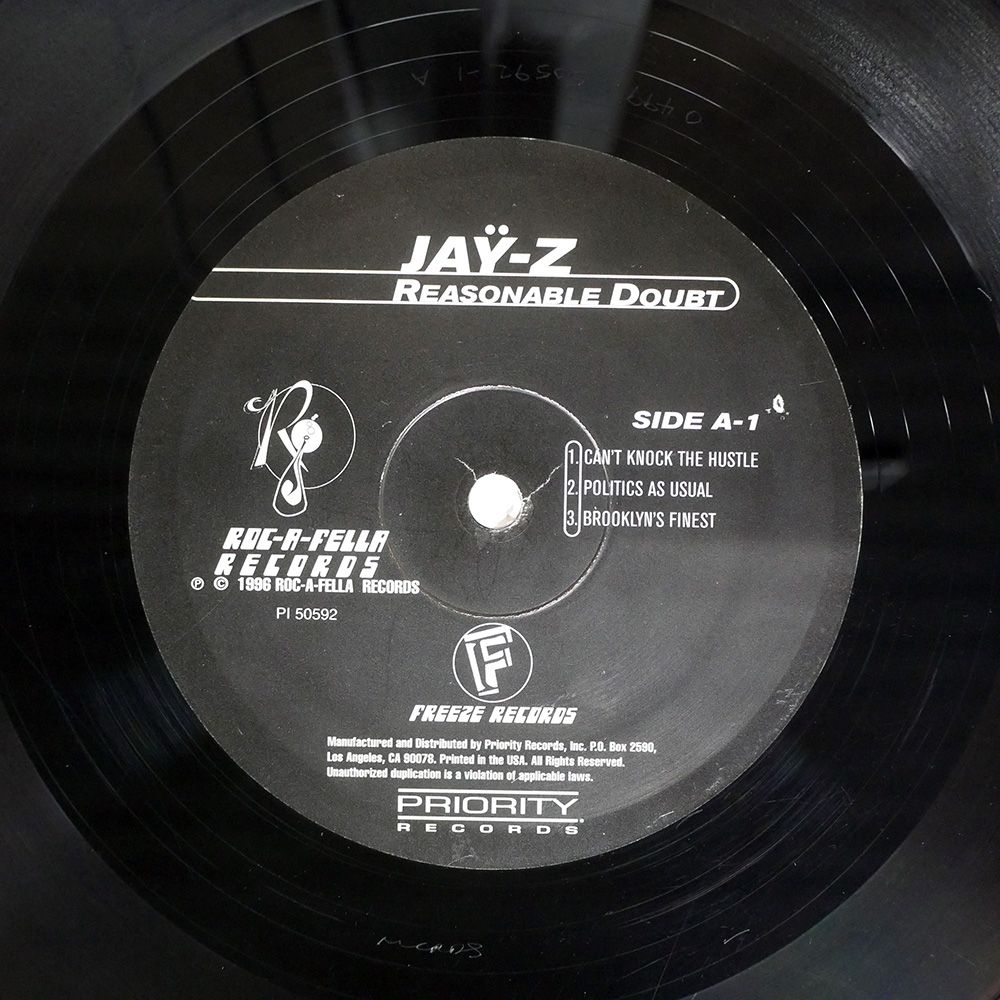 JAŸ-Z
REASONABLE DOUBT
SIDE A-1
1. CAN'T KNOCK THE HUSTLE
2. POLITICS AS USUAL
3. BROOKLYN'S FINEST
ROC-A-FELLA
RECORDS
℗ © 1996 ROC-A-FELLA RECORDS
PI 50592
F
FREEZE RECORDS
Manufactured and Distributed by Priority Records, Inc. P.O. Box 2590,
Los Angeles, CA 90078. Printed in the USA. All Rights Reserved.
Unauthorized duplication is a violation of applicable laws.
PRIORITY
RECORDS